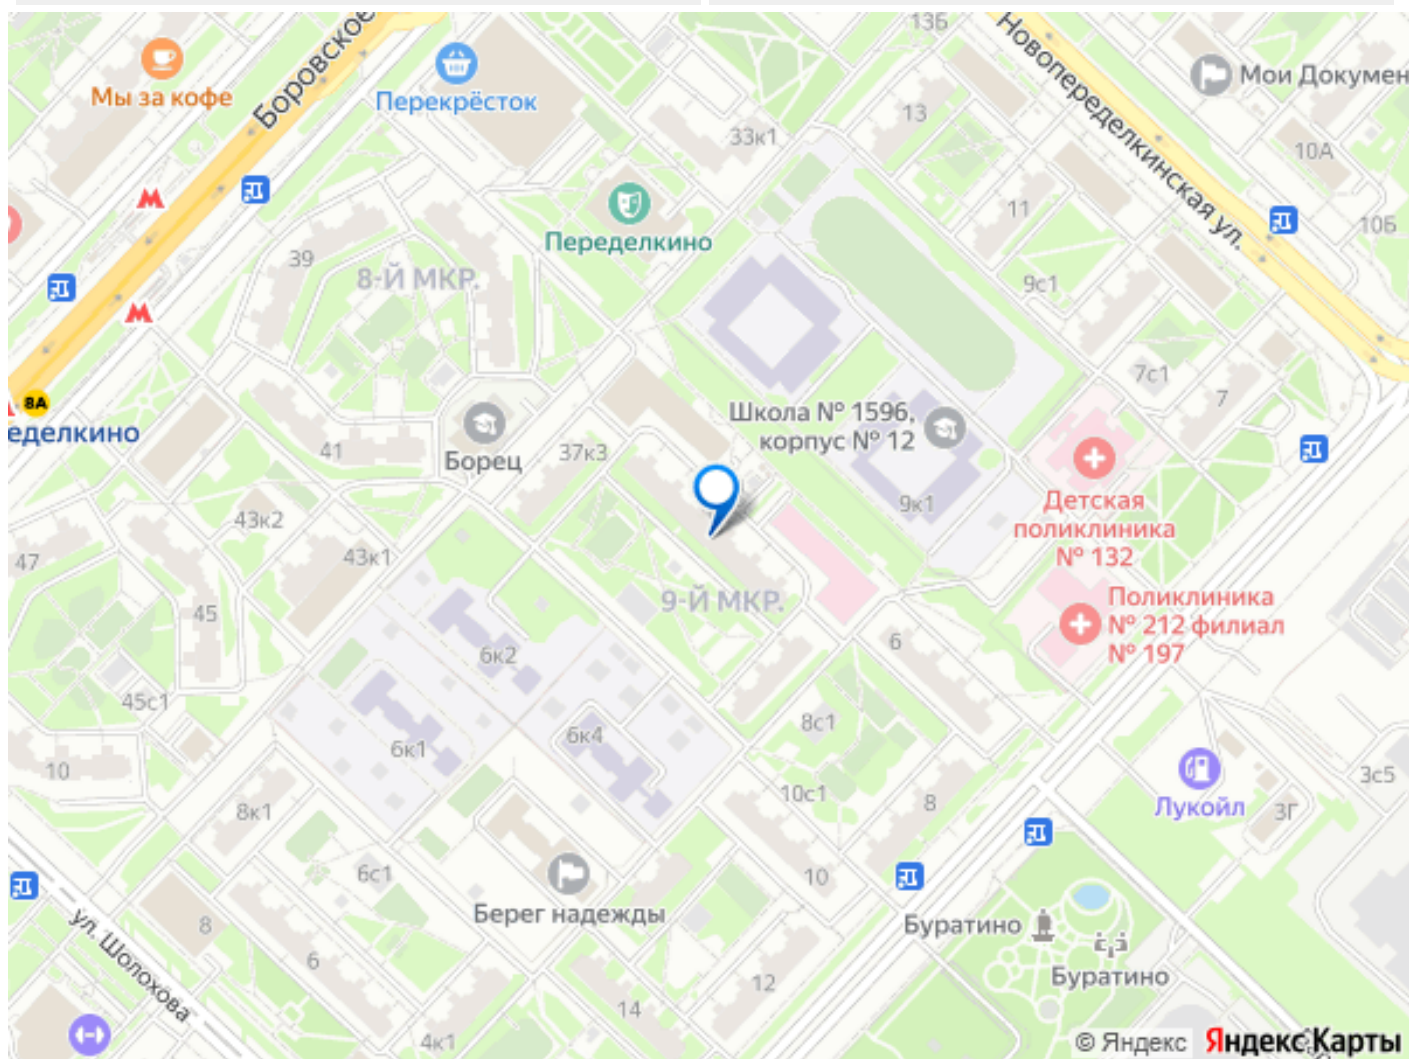 13Б
Новопеределкинская ул.
Мои Докумен
Боровское
Мы за кофе
Перекрёсток
13
33к1
10А
11
10Б
Переделкино
39
8-Й МКР.
9с1
7с1
7
8А
еделкино
Школа № 1596,
корпус № 12
41
Борец
37к3
9к1
Детская
поликлиника
№ 132
43к2
43к1
47
45
9-Й МКР.
Поликлиника
№ 212 филиал
№ 197
6
6к2
45с1
8с1
6к4
6к1
10
10с1
8
3с5
Лукойл
3Г
8к1
6с1
10
Берег надежды
8
ул. Шолохова
Буратино
6
Буратино
12
14
4к1
© Яндекс Яндекс Карты